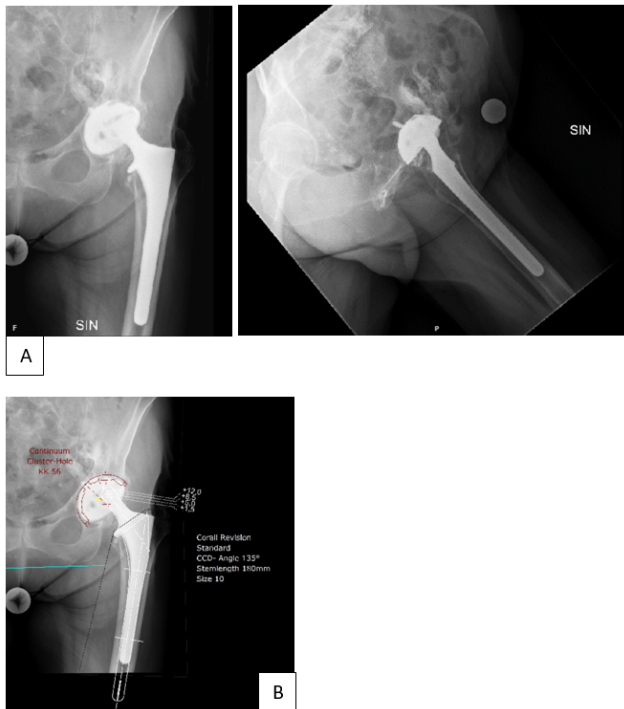 SIN
F
SIN
P
A
Continuum
Cluster-Hole
KK 56
Corail Revision
Standard
CCD- Angle 135°
Stemlength 180mm
Size 10
B